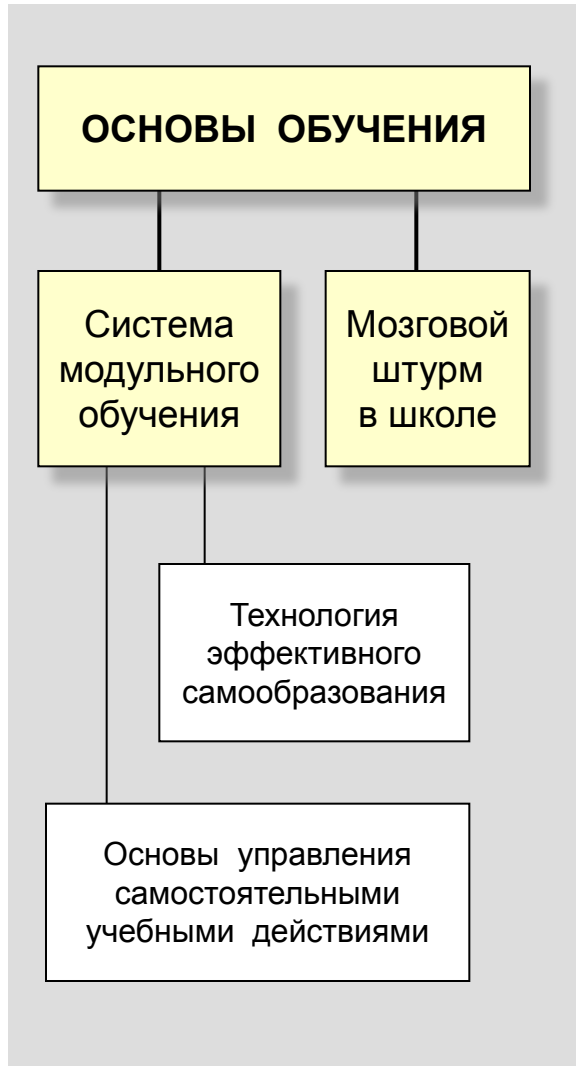 ОСНОВЫ ОБУЧЕНИЯ
Система
модульного
обучения
Мозговой
штурм
в школе
Технология
эффективного
самообразования
Основы управления
самостоятельными
учебными действиями